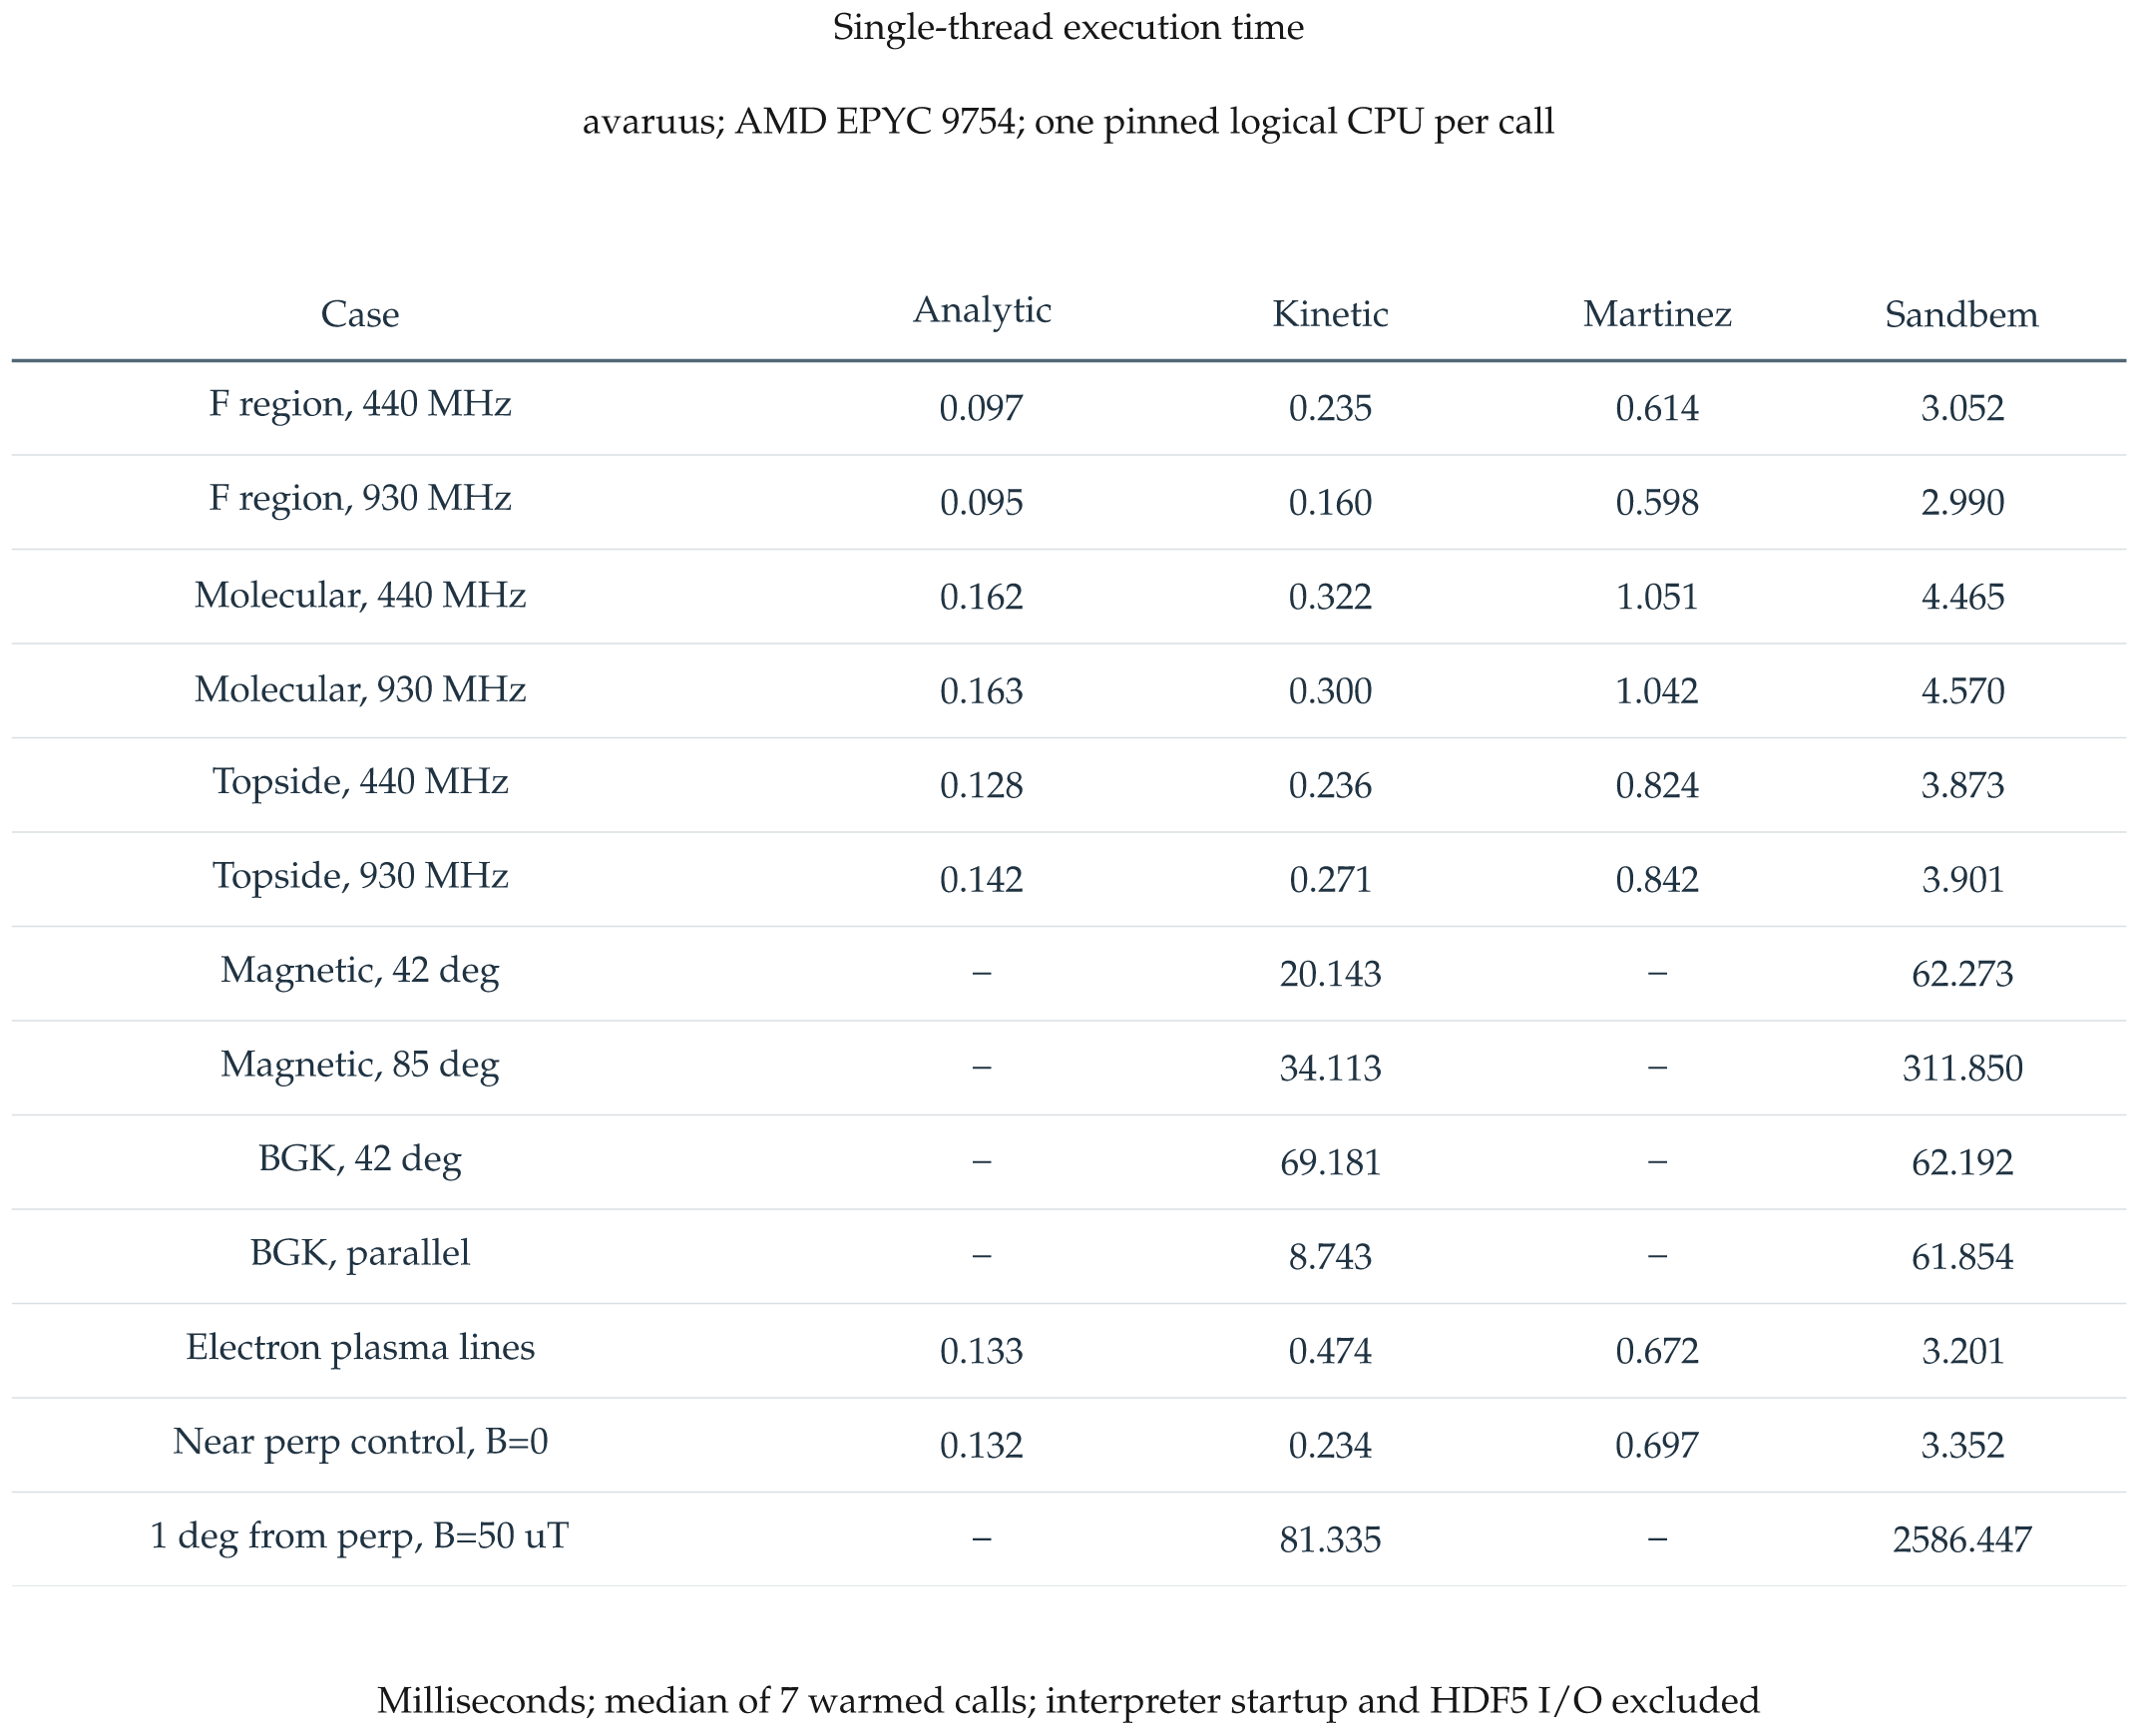 Single-thread execution time
avaruus; AMD EPYC 9754; one pinned logical CPU per call
Case Analytic Kinetic Martinez Sandbem
F region, 440 MHz 0.097 0.235 0.614 3.052
F region, 930 MHz 0.095 0.160 0.598 2.990
Molecular, 440 MHz 0.162 0.322 1.051 4.465
Molecular, 930 MHz 0.163 0.300 1.042 4.570
Topside, 440 MHz 0.128 0.236 0.824 3.873
Topside, 930 MHz 0.142 0.271 0.842 3.901
Magnetic, 42 deg – 20.143 – 62.273
Magnetic, 85 deg – 34.113 – 311.850
BGK, 42 deg – 69.181 – 62.192
BGK, parallel – 8.743 – 61.854
Electron plasma lines 0.133 0.474 0.672 3.201
Near perp control, B=0 0.132 0.234 0.697 3.352
1 deg from perp, B=50 uT – 81.335 – 2586.447
Milliseconds; median of 7 warmed calls; interpreter startup and HDF5 I/O excluded